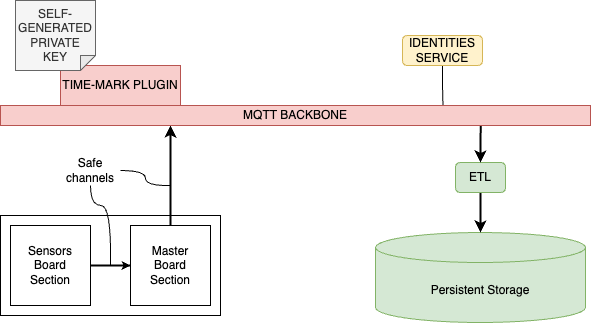 SELF-
GENERATED
PRIVATE
KEY
IDENTITIES
SERVICE
TIME-MARK PLUGIN
MQTT BACKBONE
Safe
channels
ETL
Sensors
Board
Section
Master
Board
Section
Persistent Storage